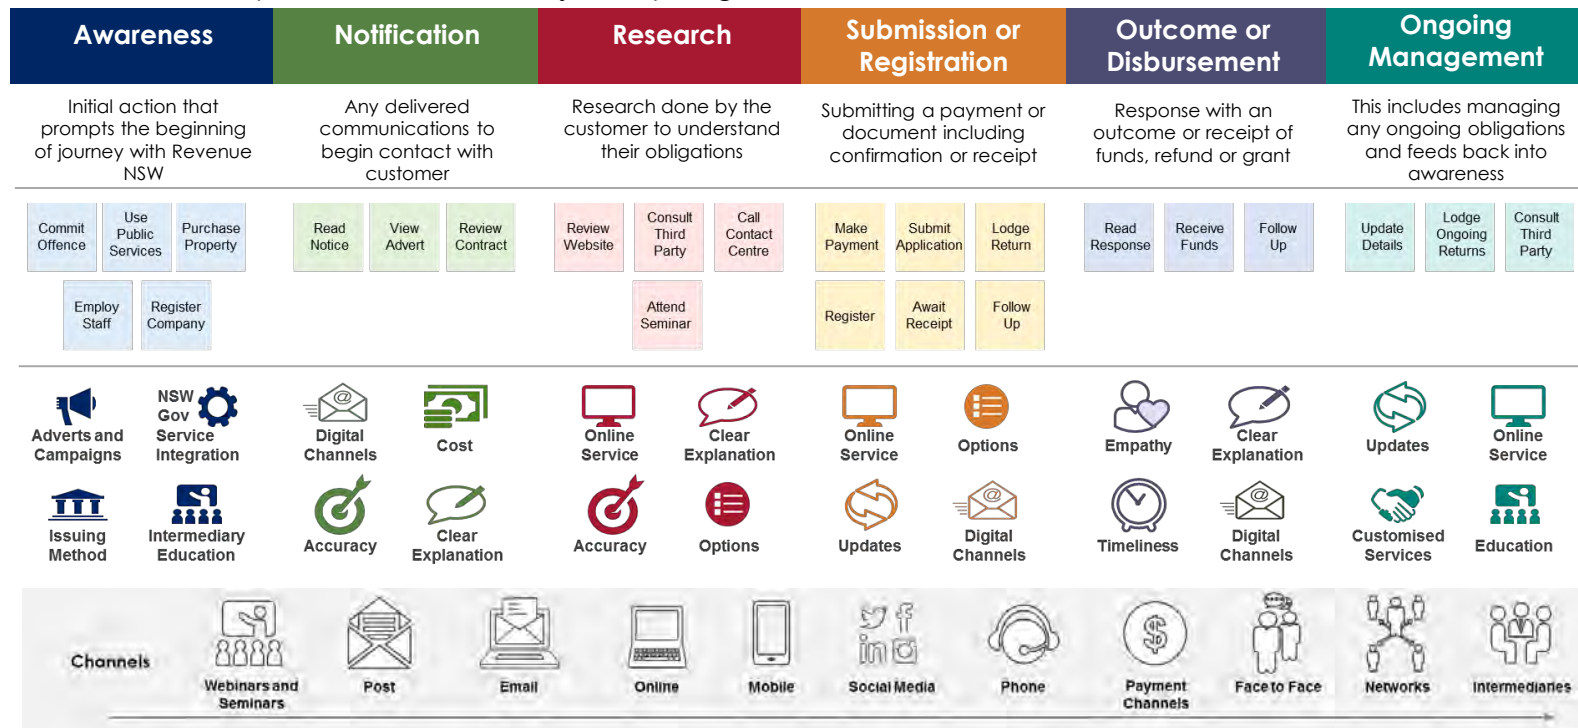 Awareness
Notification
Research
Submission or
Registration
Outcome or
Disbursement
Ongoing
Management
Initial action that
prompts the beginning
of journey with Revenue
NSW
Any delivered
communications to
begin contact with
customer
Research done by the
customer to understand
their obligations
Submitting a payment or
document including
confirmation or receipt
Response with an
outcome or receipt of
funds, refund or grant
This includes managing
any ongoing obligations
and feeds back into
awareness
Commit
Offence
Use
Public
Services
Purchase
Property
Employ
Staff
Register
Company
Read
Notice
View
Advert
Review
Contract
Review
Website
Consult
Third
Party
Call
Contact
Centre
Attend
Seminar
Make
Payment
Submit
Application
Lodge
Return
Register
Await
Receipt
Follow
Up
Read
Response
Receive
Funds
Follow
Up
Update
Details
Lodge
Ongoing
Returns
Consult
Third
Party
Adverts and
Campaigns
NSW
Gov
Service
Integration
Issuing
Method
Intermediary
Education
Digital
Channels
Cost
Accuracy
Clear
Explanation
Online
Service
Clear
Explanation
Accuracy
Options
Online
Service
Options
Updates
Digital
Channels
Empathy
Clear
Explanation
Timeliness
Digital
Channels
Updates
Online
Service
Customised
Services
Education
Channels
Webinars and
Seminars
Post
Email
Online
Mobile
Social Media
Phone
Payment
Channels
Face to Face
Networks
Intermediaries